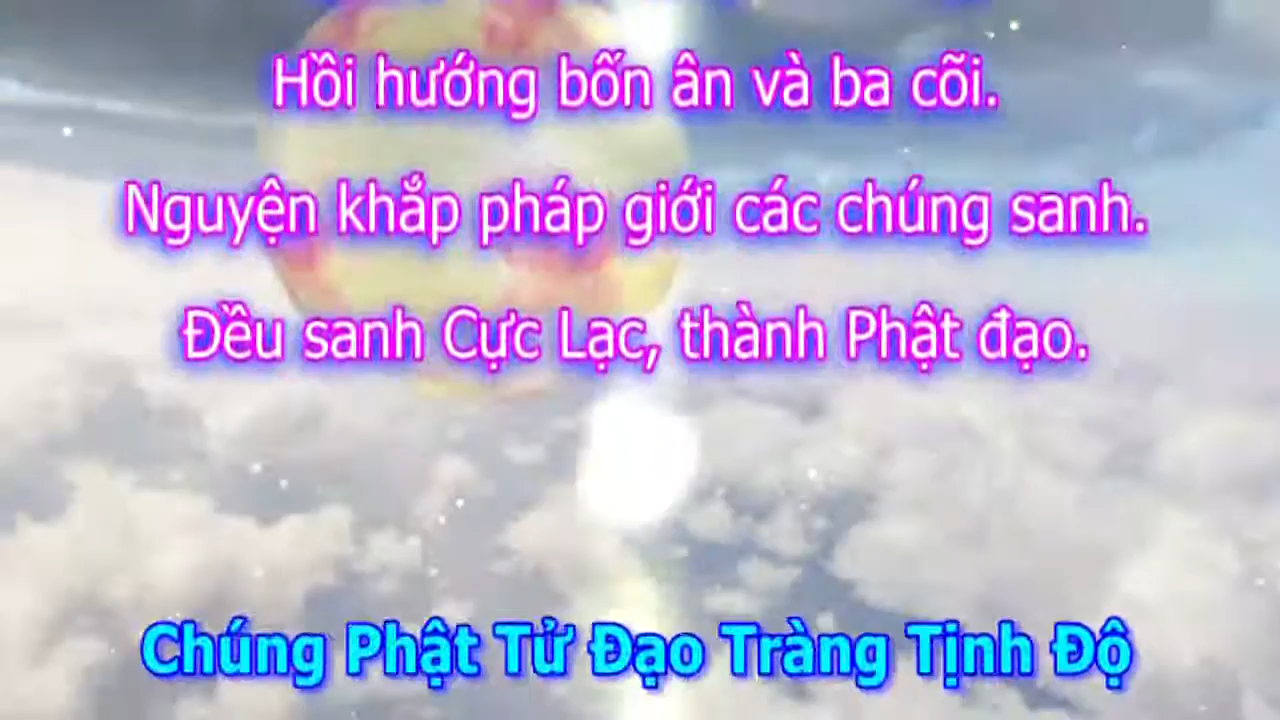 Hồi hướng bốn ân và ba cõi.
Nguyện khắp pháp giới các chúng sanh.
Đều sanh Cực Lạc, thành Phật đạo.
Chúng Phật Tử Đạo Tràng Tịnh Độ